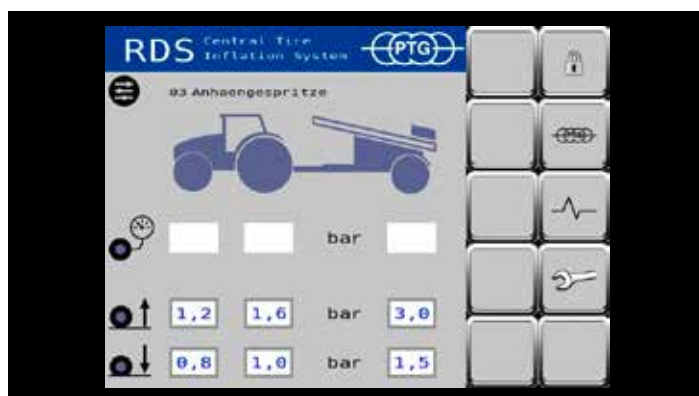 RDS Central Tire Inflation System PTG
03 Anhaengespritze
bar
1,2 1,6 bar 3,0
0,8 1,0 bar 1,5